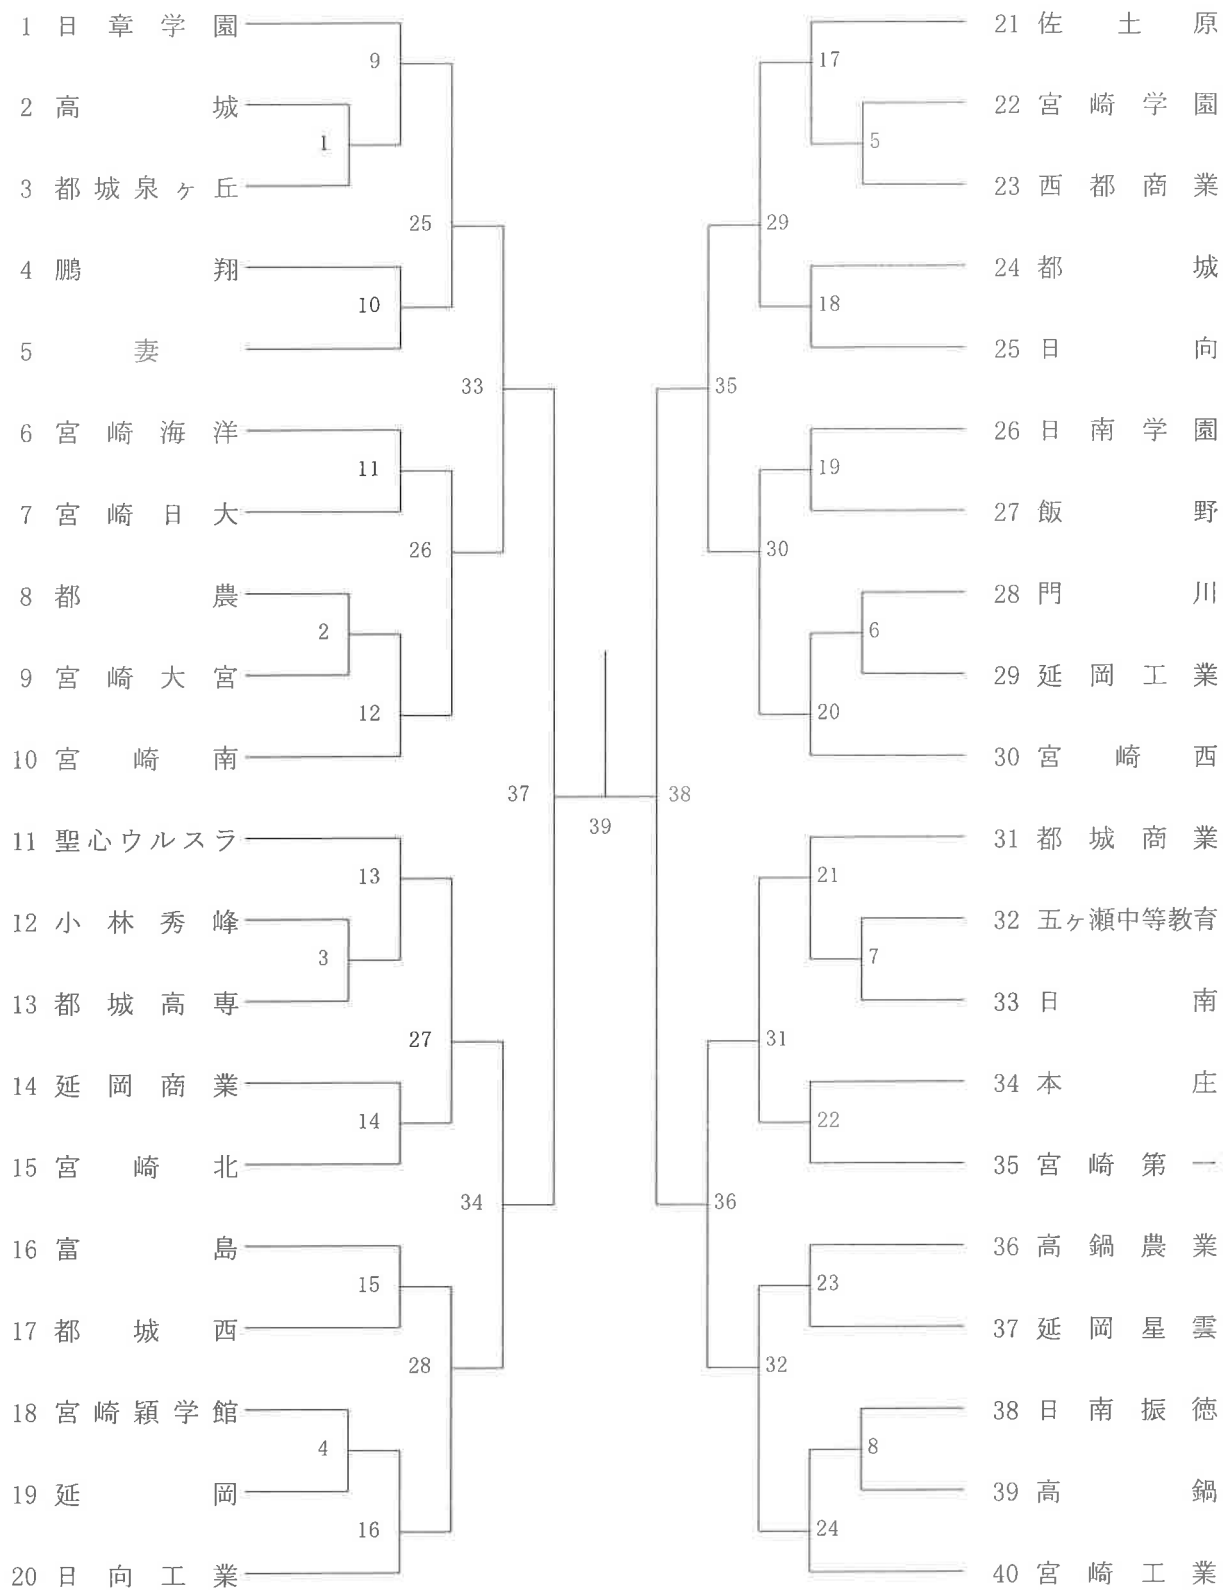 1 日章学園
9
2 高城
1
3 都城泉ヶ丘
25
4 鵬翔
10
5 妻
33
6 宮崎海洋
11
7 宮崎日大
26
8 都農
2
9 宮崎大宮
12
10 宮崎南
37
11 聖心ウルスラ
13
12 小林秀峰
3
13 都城高専
27
14 延岡商業
14
15 宮崎北
34
16 富島
15
17 都城西
28
18 宮崎穎学館
4
19 延岡
16
20 日向工業
39
21 佐土原
17
22 宮崎学園
5
23 西都商業
29
24 都城
18
25 日向
35
26 日南学園
19
27 飯野
30
28 門川
6
29 延岡工業
20
30 宮崎西
38
31 都城商業
21
32 五ヶ瀬中等教育
7
33 日南
31
34 本庄
22
35 宮崎第一
36
36 高鍋農業
23
37 延岡星雲
32
38 日南振徳
8
39 高鍋
24
40 宮崎工業